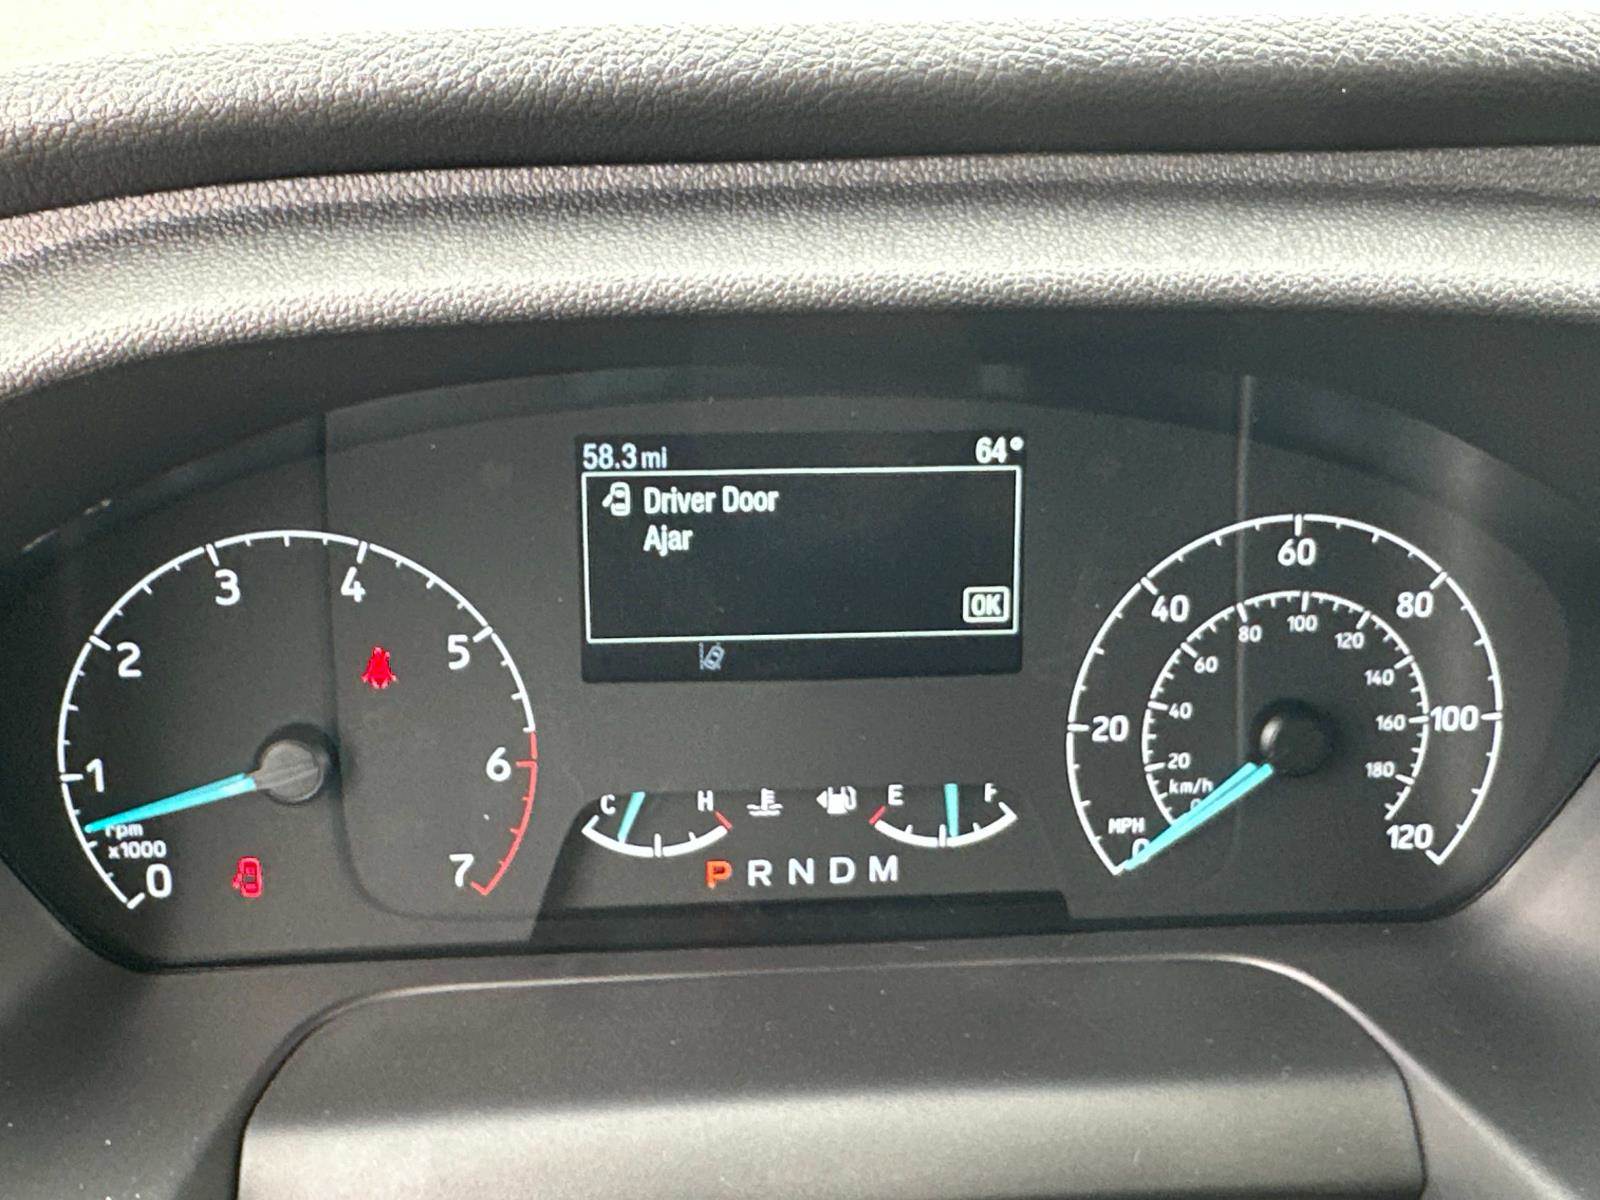 58.3 mi 64°
Driver Door
Ajar
OK
0 1 2 3 4 5 6 7
rpm
x1000
C H
E F
P R N D M
0 20 40 60 80 100 120
MPH
20 40 60 80 100 120 140 160 180
km/h